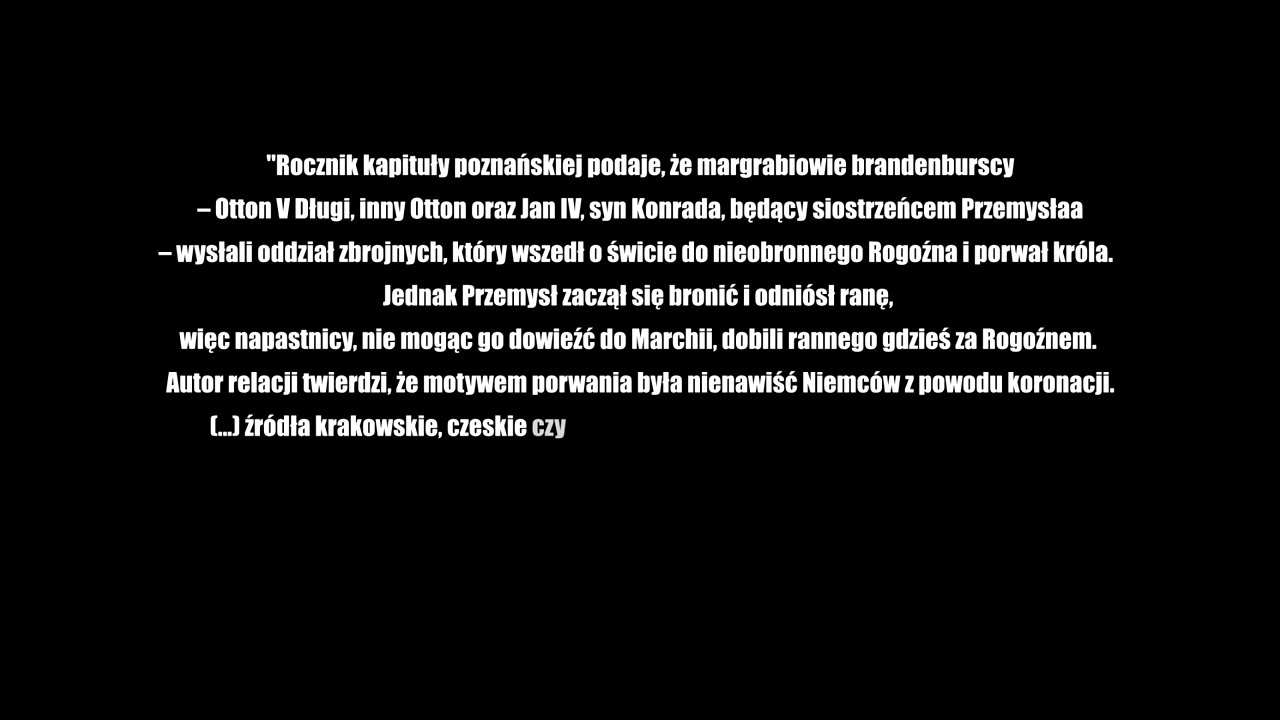 "Rocznik kapituły poznańskiej podaje, że margrabiowie brandenburscy
– Otton V Długi, inny Otton oraz Jan IV, syn Konrada, będący siostrzeńcem Przemysłaa
– wysłali oddział zbrojnych, który wszedł o świcie do nieobronnego Rogoźna i porwał króla.
Jednak Przemysł zaczął się bronić i odniósł ranę,
więc napastnicy, nie mogąc go dowieźć do Marchii, dobili rannego gdzieś za Rogoźnem.
Autor relacji twierdzi, że motywem porwania była nienawiść Niemców z powodu koronacji.
(...) źródła krakowskie, czeskie czy